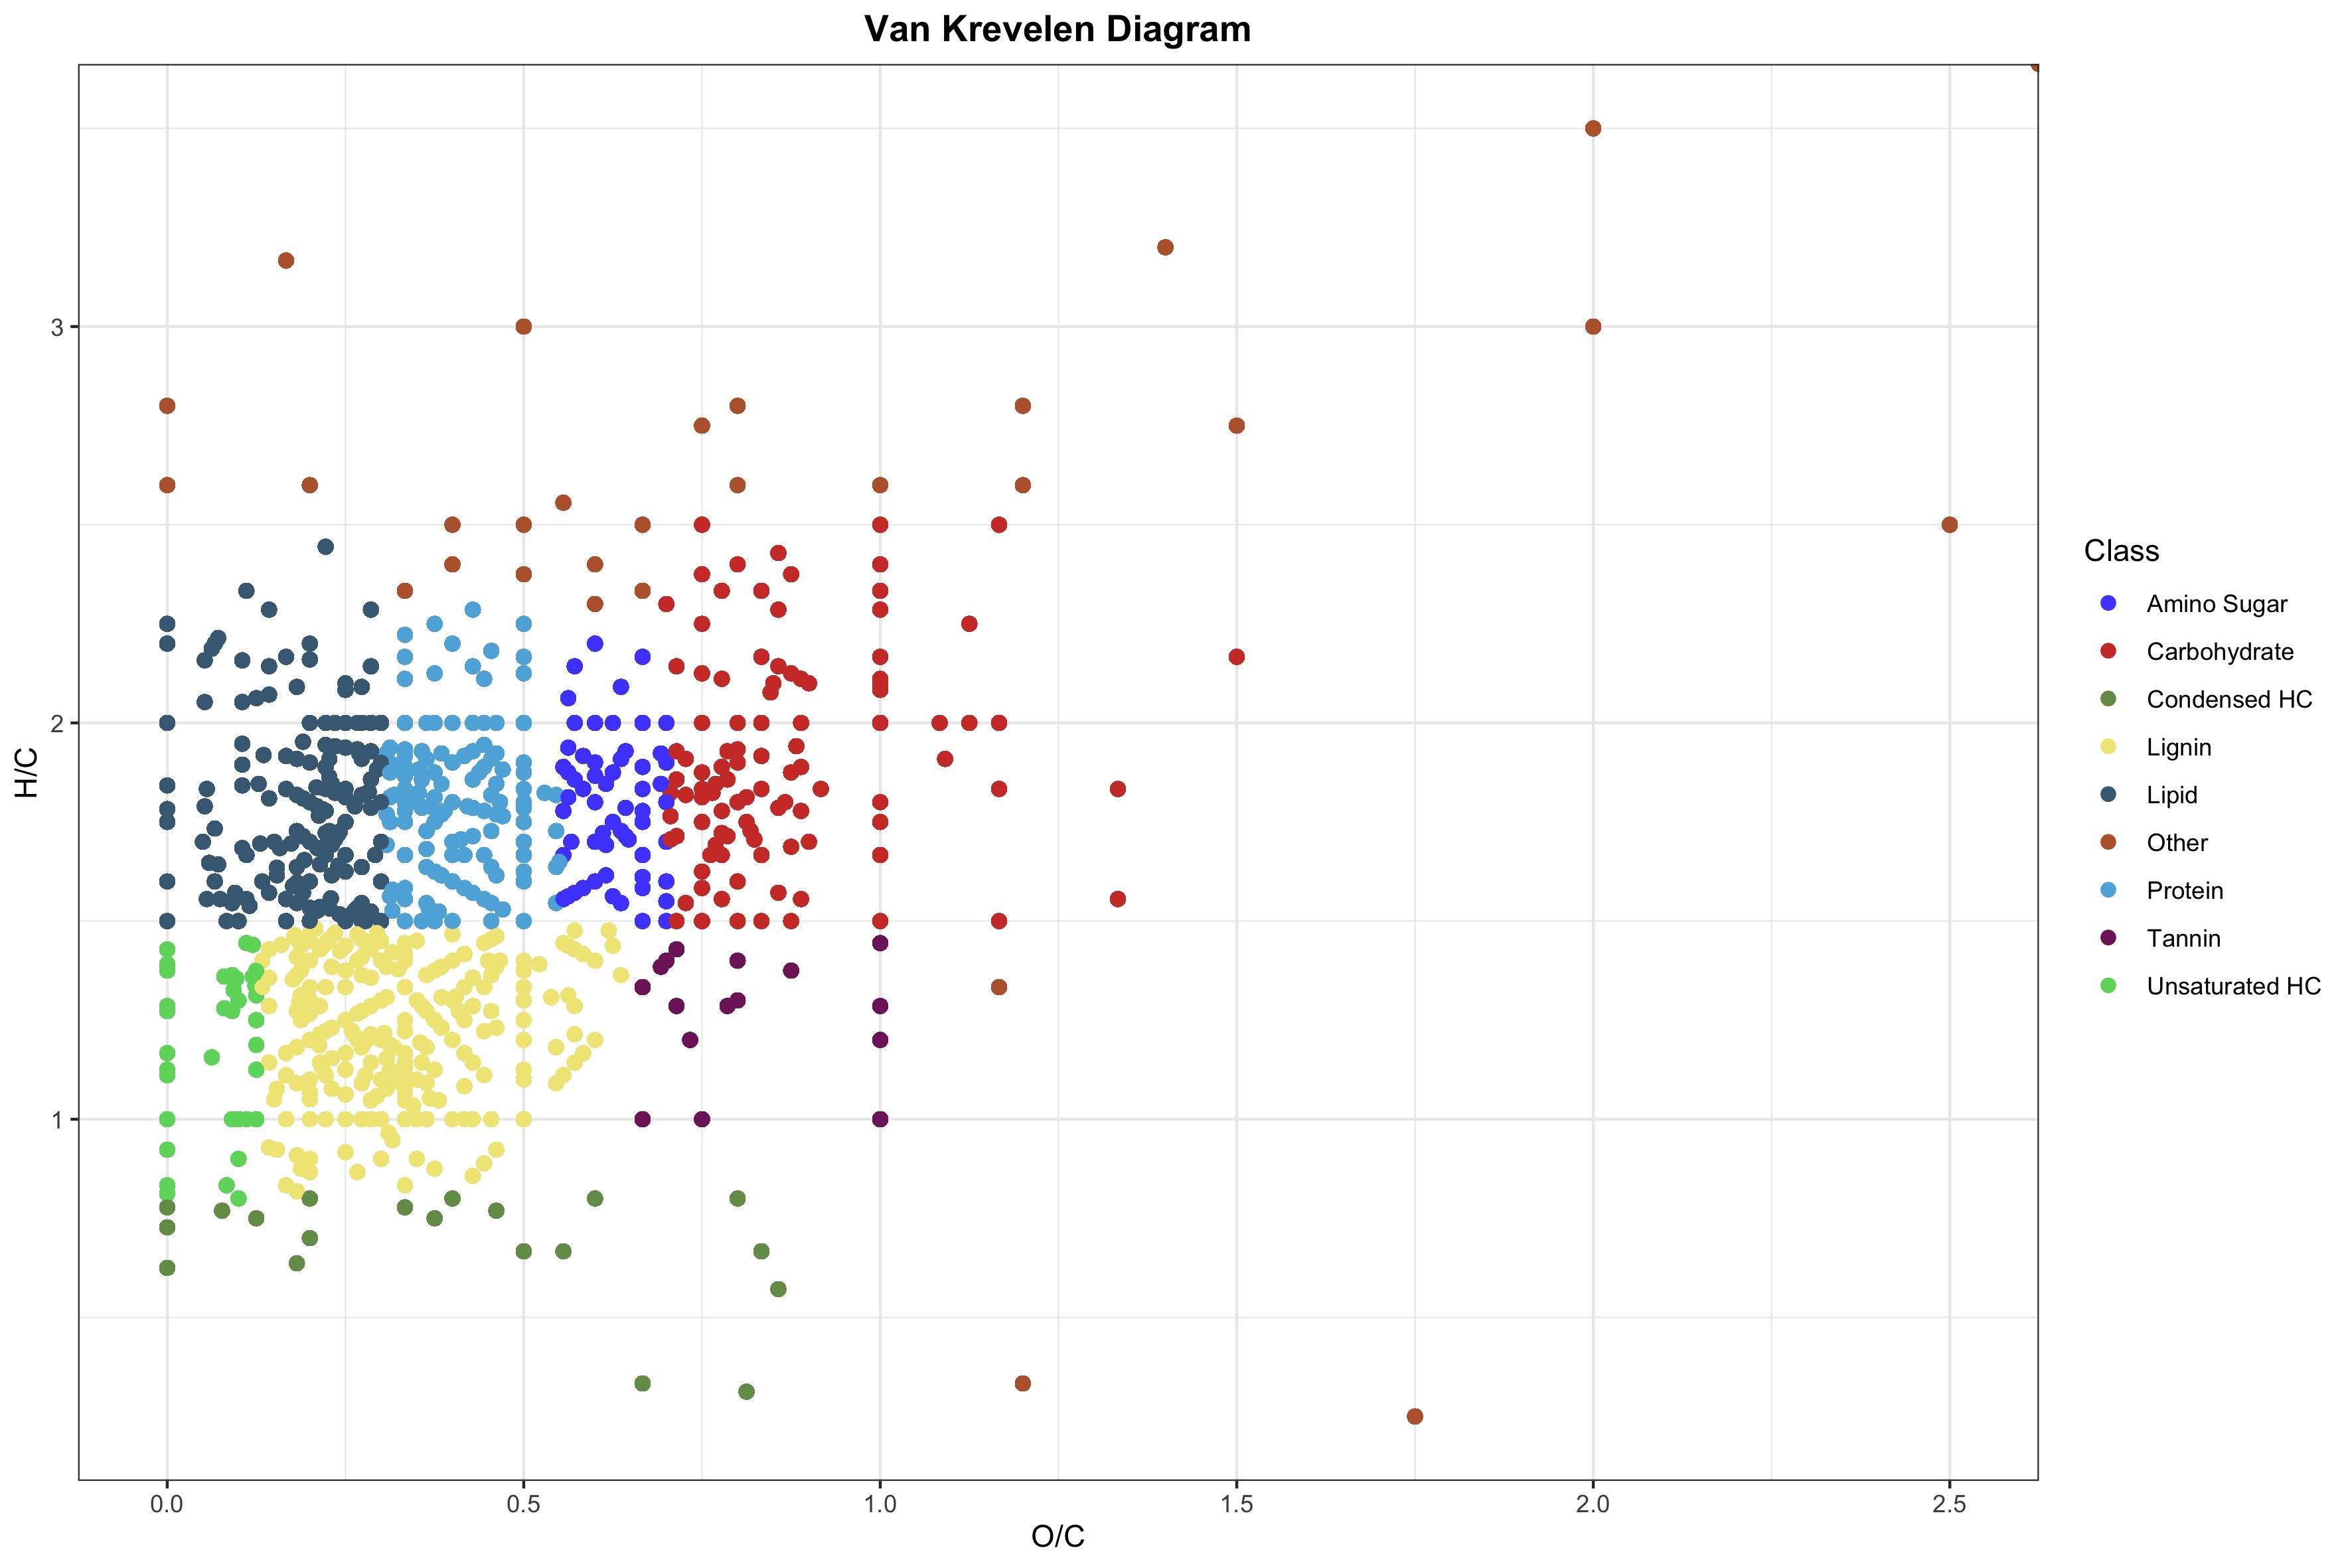 Van Krevelen Diagram
H/C
3
2
1
0.0 0.5 1.0 1.5 2.0 2.5
O/C
Class
Amino Sugar
Carbohydrate
Condensed HC
Lignin
Lipid
Other
Protein
Tannin
Unsaturated HC